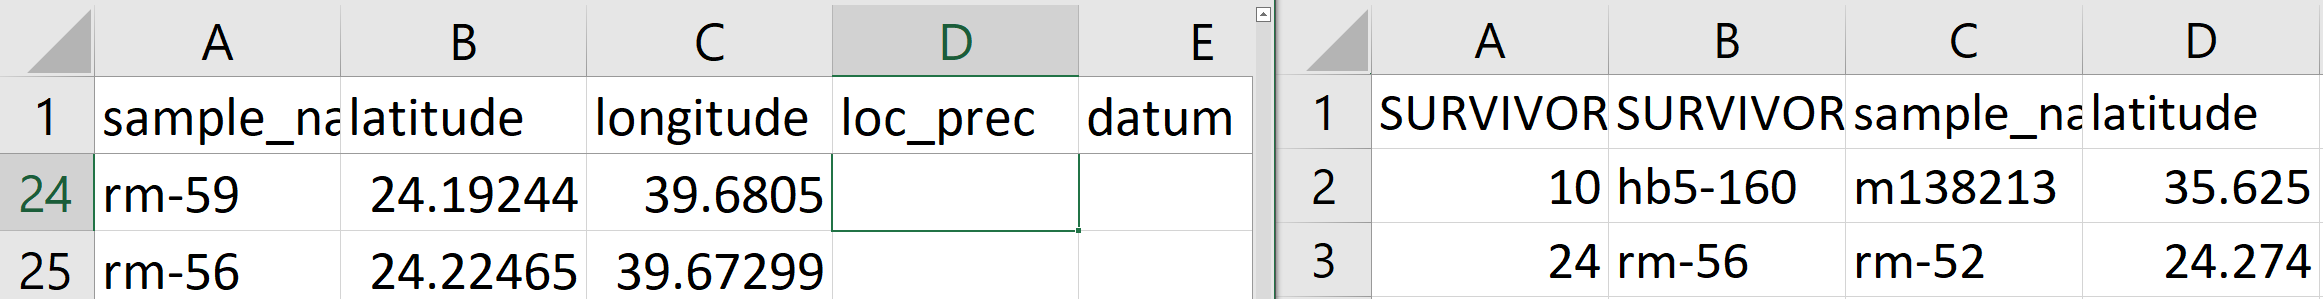 A B C D E A B C D
1 sample_na latitude longitude loc_prec datum 1 SURVIVOR SURVIVOR sample_na latitude
24 rm-59 24.19244 39.6805 2 10 hb5-160 m138213 35.625
25 rm-56 24.22465 39.67299 3 24 rm-56 rm-52 24.274